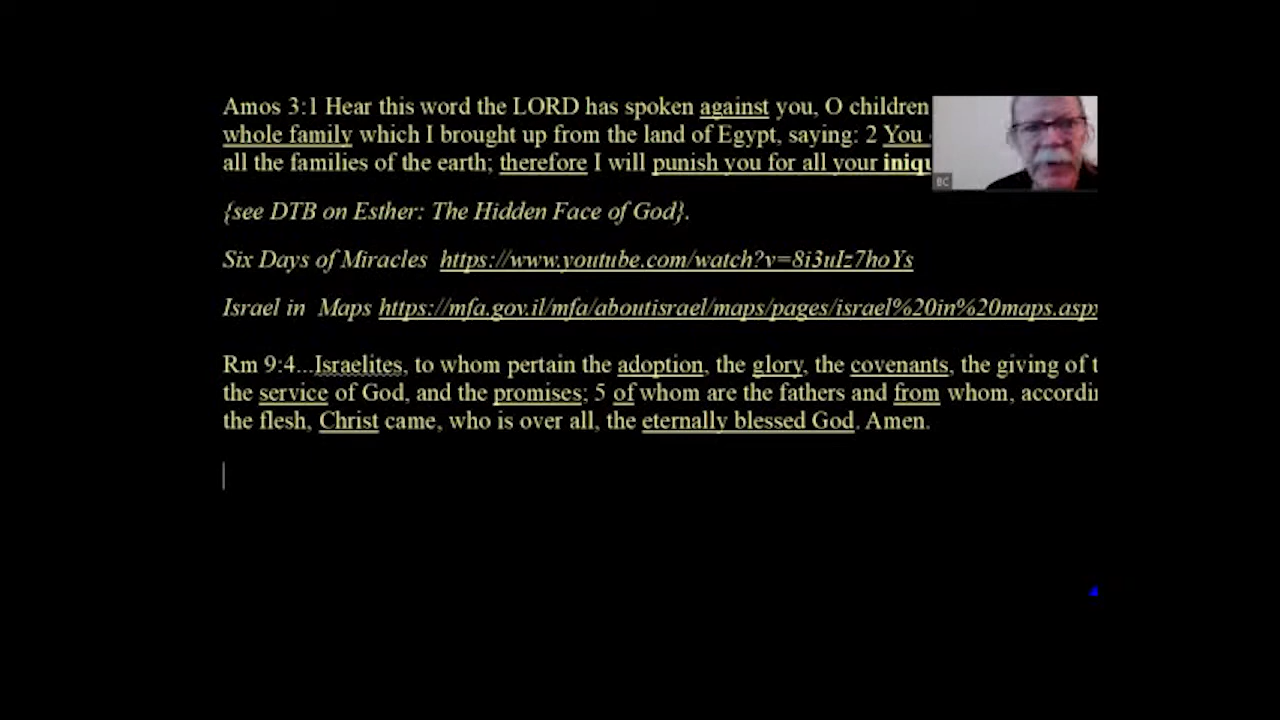 Amos 3:1 Hear this word the LORD has spoken against you, O children
whole family which I brought up from the land of Egypt, saying: 2 You
all the families of the earth; therefore I will punish you for all your iniqu
BC
{see DTB on Esther: The Hidden Face of God}.
Six Days of Miracles https://www.youtube.com/watch?v=8i3uIz7hoYs
Israel in Maps https://mfa.gov.il/mfa/aboutisrael/maps/pages/israel%20in%20maps.asp
Rm 9:4...Israelites, to whom pertain the adoption, the glory, the covenants, the giving of t
the service of God, and the promises; 5 of whom are the fathers and from whom, accordi
the flesh, Christ came, who is over all, the eternally blessed God. Amen.